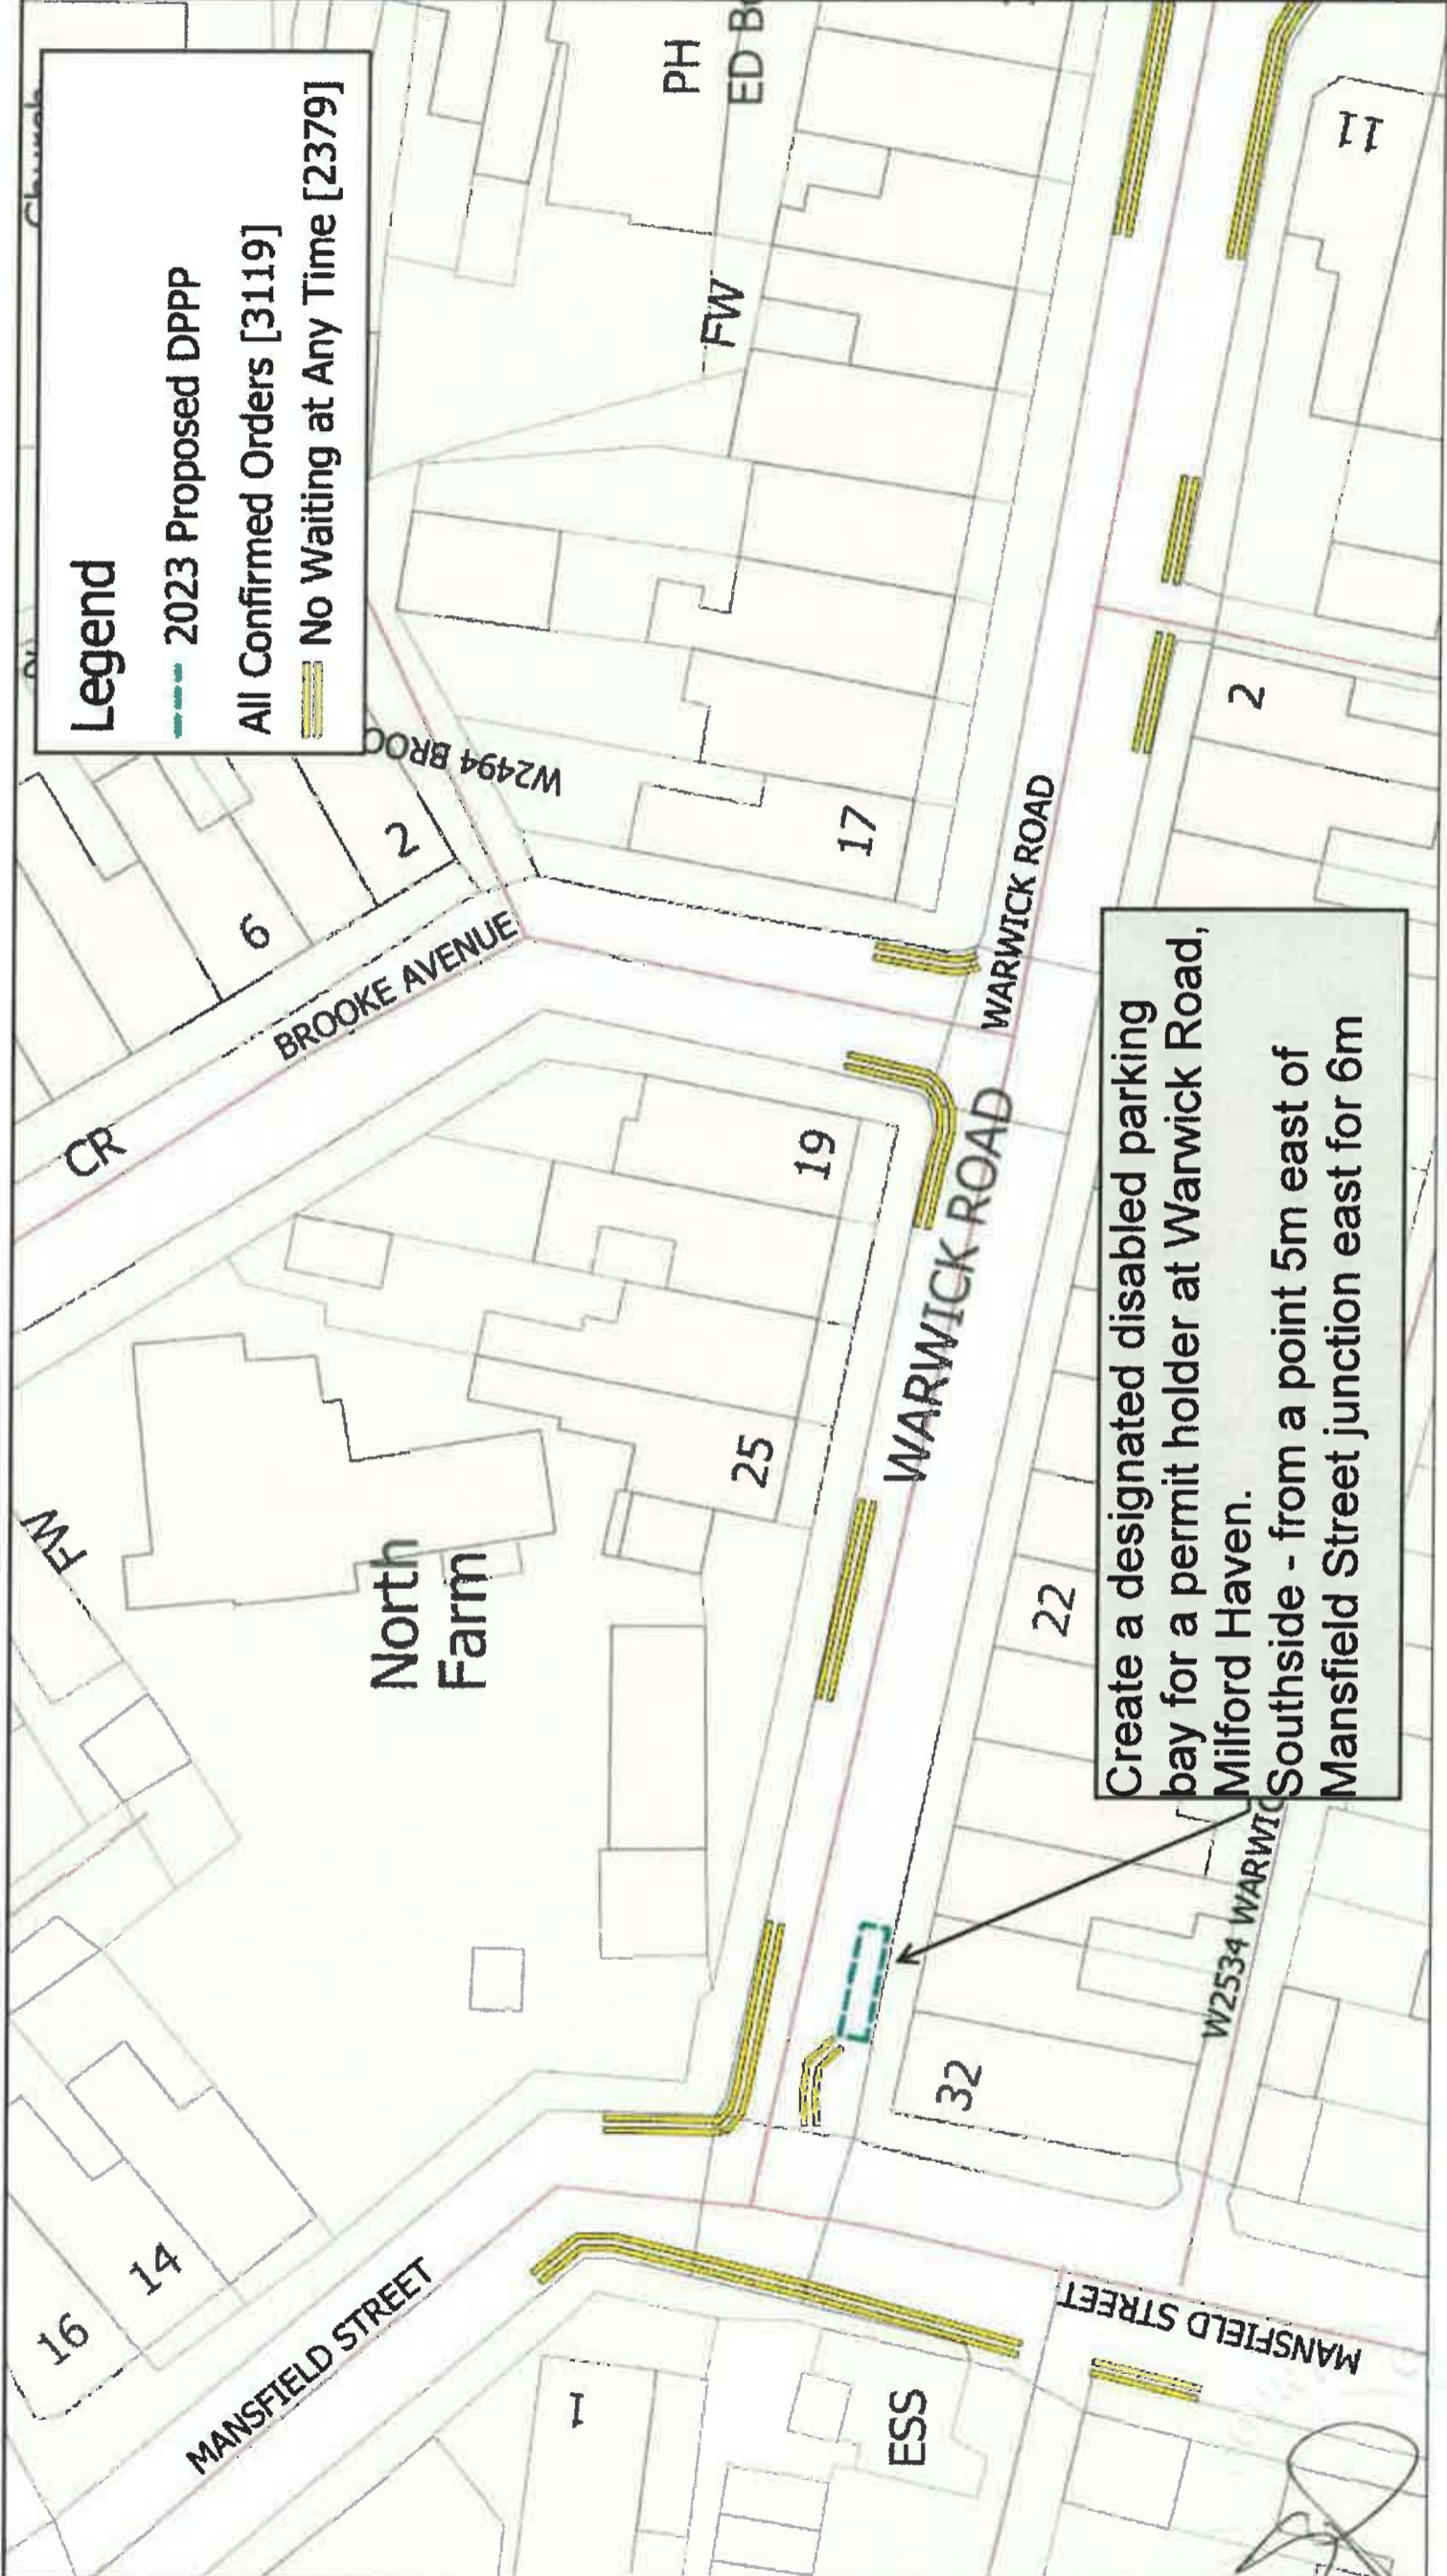 Legend
2023 Proposed DPPP
All Confirmed Orders [3119]
No Waiting at Any Time [2379]
16
14
MANSFIELD STREET
1
ESS
MANSFIELD STREET
FW
North
Farm
CR
BROOKE AVENUE
6
2
W2494
25
19
17
FW
PH
ED
WARWICK ROAD
WARWICK ROAD
32
22
2
11
W2534
Create a designated disabled parking
bay for a permit holder at Warwick Road,
Milford Haven.
Southside - from a point 5m east of
Mansfield Street junction east for 6m